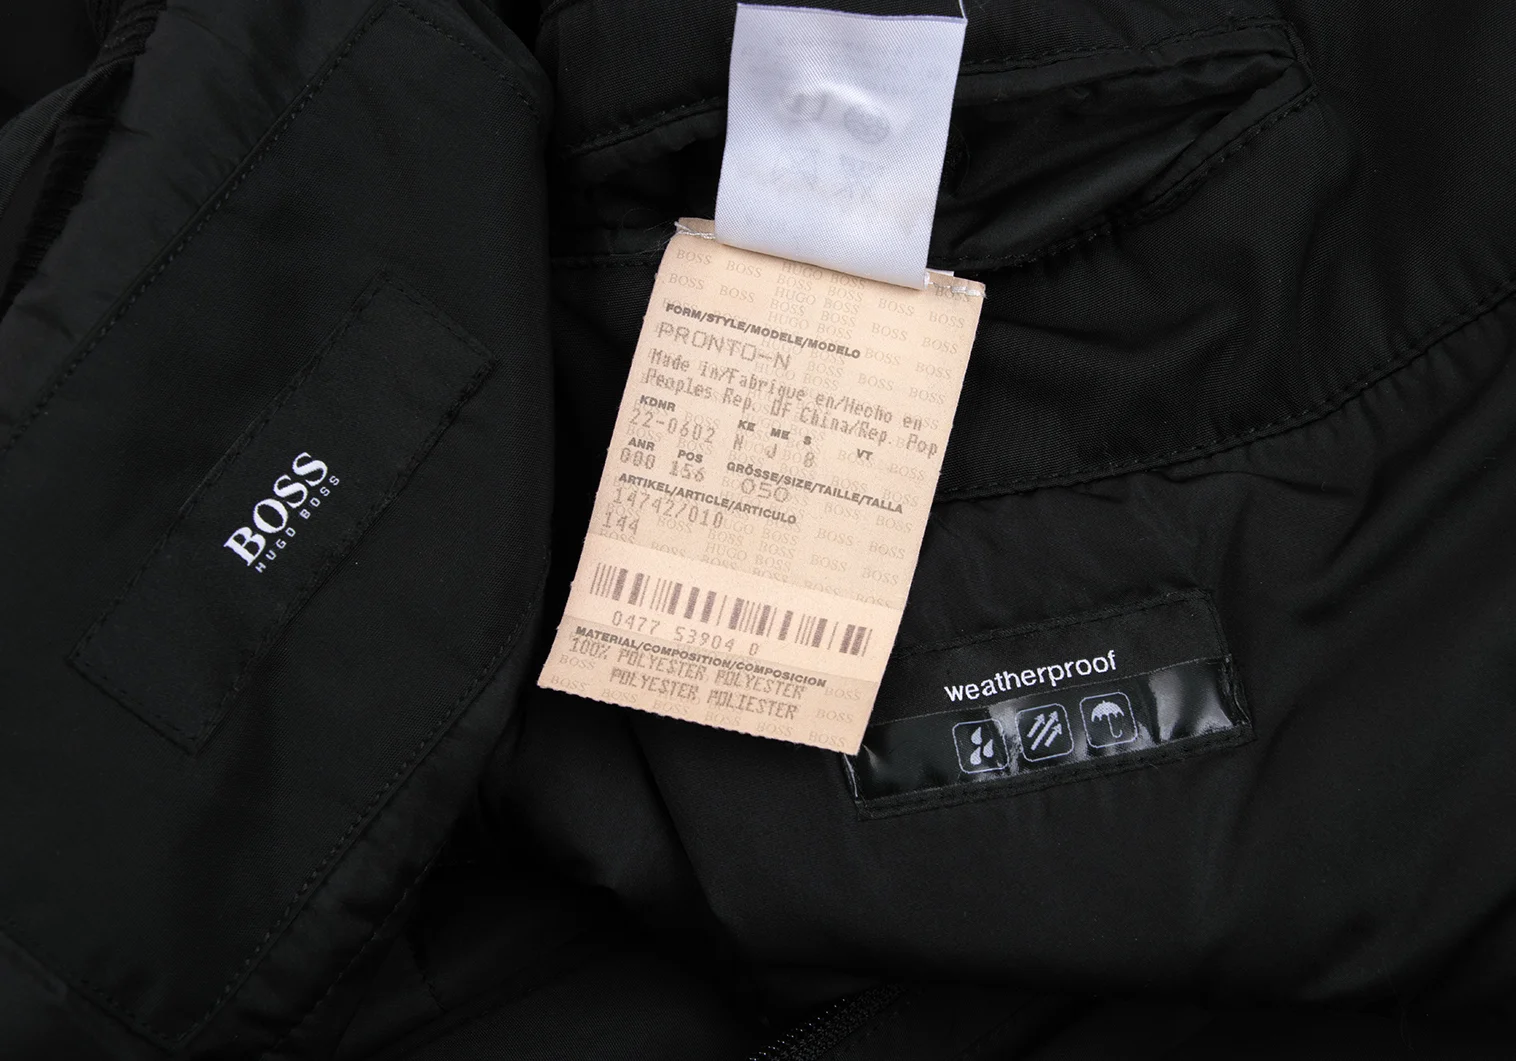 BOSS
HUGO BOSS
FORM/STYLE/MODELE/MODELO
PRONTO-N
Made in/Fabrique en/Hecho en
Peoples Rep. Of China/Rep. Pop
KDNR KE ME S VT
22-0602 N J 8
ANR POS GRÖSSE/SIZE/TAILLE/TALLA
000 156 050
ARTIKEL/ARTICLE/ARTICULO
14742/010
144
0477 53904 0
MATERIAL/COMPOSITION/COMPOSICION
100% POLYESTER POLYESTER
POLYESTER POLIESTER
weatherproof